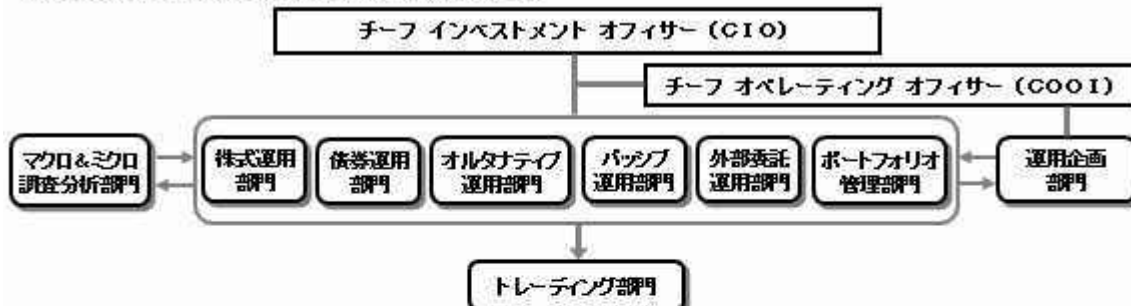 チーフ インベストメント オフィサー (CIO)
チーフ オペレーティング オフィサー (COOI)
マクロ&ミクロ
調査分析部門
株式運用
部門
債券運用
部門
オルタナティブ
運用部門
パッシブ
運用部門
外部委託
運用部門
ポートフォリオ
管理部門
運用企画
部門
トレーディング部門